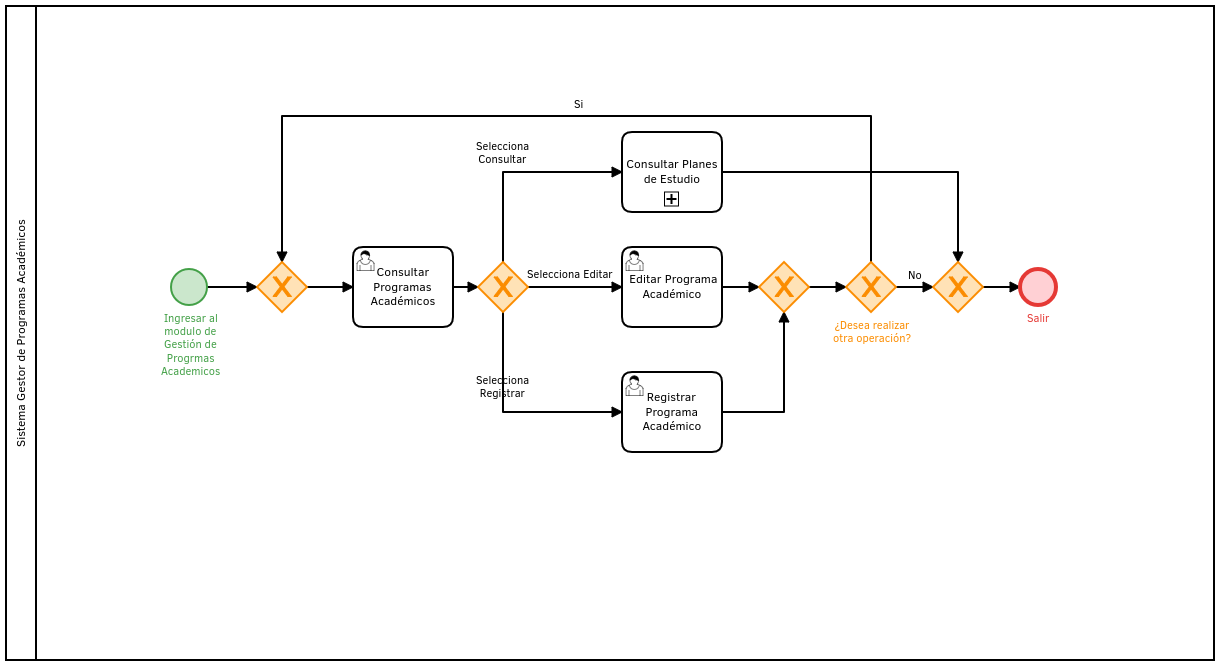 Sistema Gestor de Programas Académicos
Si
Selecciona
Consultar
Consultar Planes
de Estudio
Consultar
Programas
Académicos
Selecciona Editar
Editar Programa
Académico
No
Ingresar al
modulo de
Gestión de
Progrmas
Academicos
¿Desea realizar
otra operación?
Salir
Selecciona
Registrar
Registrar
Programa
Académico